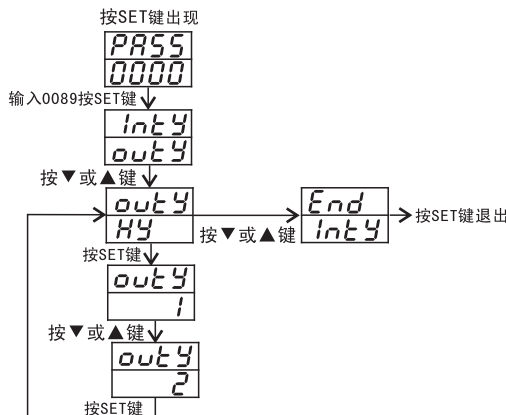 按SET键出现
PASS
0000
输入0089按SET键
Inty
outy
按▼或▲键
outy
Hy
按▼或▲键
End
Inty
按SET键退出
按SET键
outy
1
按▼或▲键
outy
2
按SET键